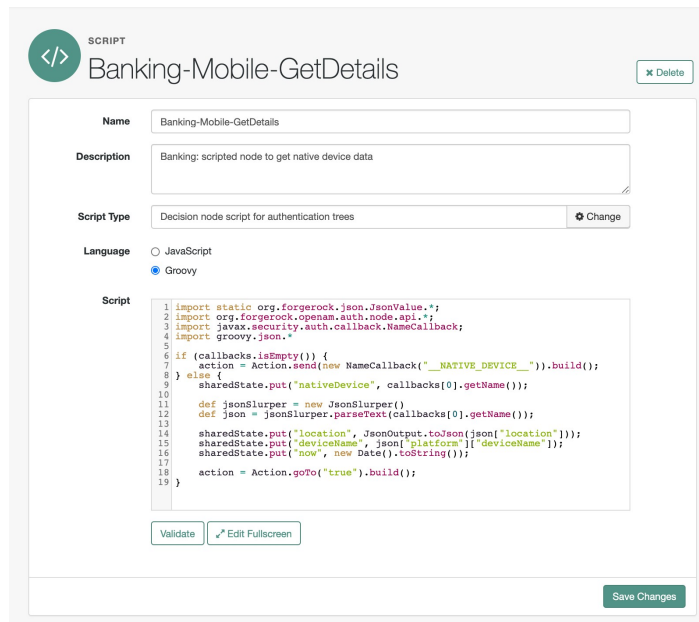 </>
SCRIPT
Banking-Mobile-GetDetails
✖ Delete
Name
Banking-Mobile-GetDetails
Description
Banking: scripted node to get native device data
Script Type
Decision node script for authentication trees
Change
Language
JavaScript
Groovy
Script
1 import static org.forgerock.json.JsonValue.*;
2 import org.forgerock.openam.auth.node.api.*;
3 import javax.security.auth.callback.NameCallback;
4 import groovy.json.*
5
6 if (callbacks.isEmpty()) {
7     action = Action.send(new NameCallback("__NATIVE_DEVICE__")).build();
8 } else {
9     sharedState.put("nativeDevice", callbacks[0].getName());
10
11     def jsonSlurper = new JsonSlurper()
12     def json = jsonSlurper.parseText(callbacks[0].getName());
13
14     sharedState.put("location", JsonOutput.toJson(json["location"]));
15     sharedState.put("deviceName", json["platform"]["deviceName"]);
16     sharedState.put("now", new Date().toString());
17
18     action = Action.goTo("true").build();
19 }
Validate
Edit Fullscreen
Save Changes